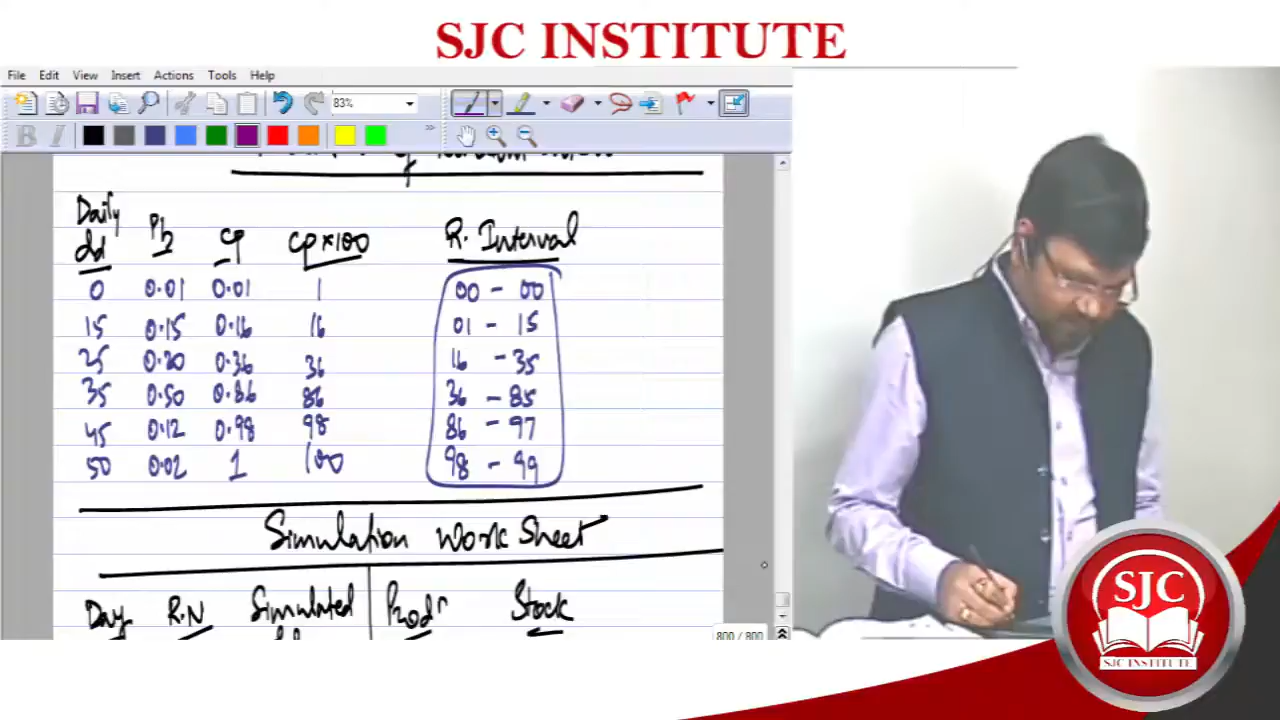 SJC INSTITUTE
File Edit View Insert Actions Tools Help
83%
B I
Daily dd Pb CP CP×100 R. Interval
0 0.01 0.01 1 00 - 00
15 0.15 0.16 16 01 - 15
25 0.20 0.36 36 16 - 35
35 0.50 0.86 86 36 - 85
45 0.12 0.98 98 86 - 97
50 0.02 1 100 98 - 99
Simulation Work Sheet
Day R.N Simulated Prodn Stock
dd
800 / 800
SJC
SJC INSTITUTE